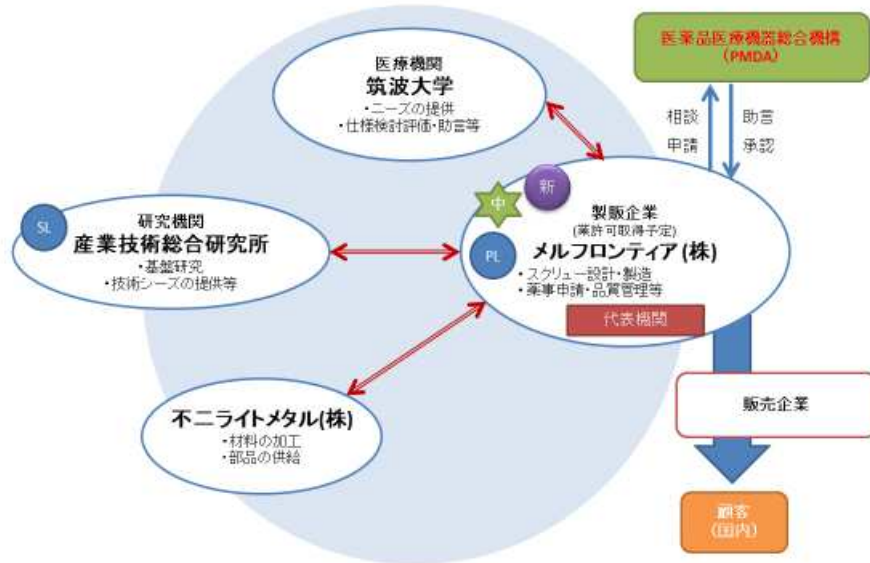 医薬品医療機器総合機構
(PMDA)
医療機関
筑波大学
・ニーズの提供
・仕様検討評価・助言等
相談
申請
助言
承認
新
中
製販企業
(業許可取得予定)
メルフロンティア(株)
PL
・スクリュー設計・製造
・薬事申請・品質管理等
代表機関
SL
研究機関
産業技術総合研究所
・基盤研究
・技術シーズの提供等
不二ライトメタル(株)
・材料の加工
・部品の供給
販売企業
顧客
(国内)